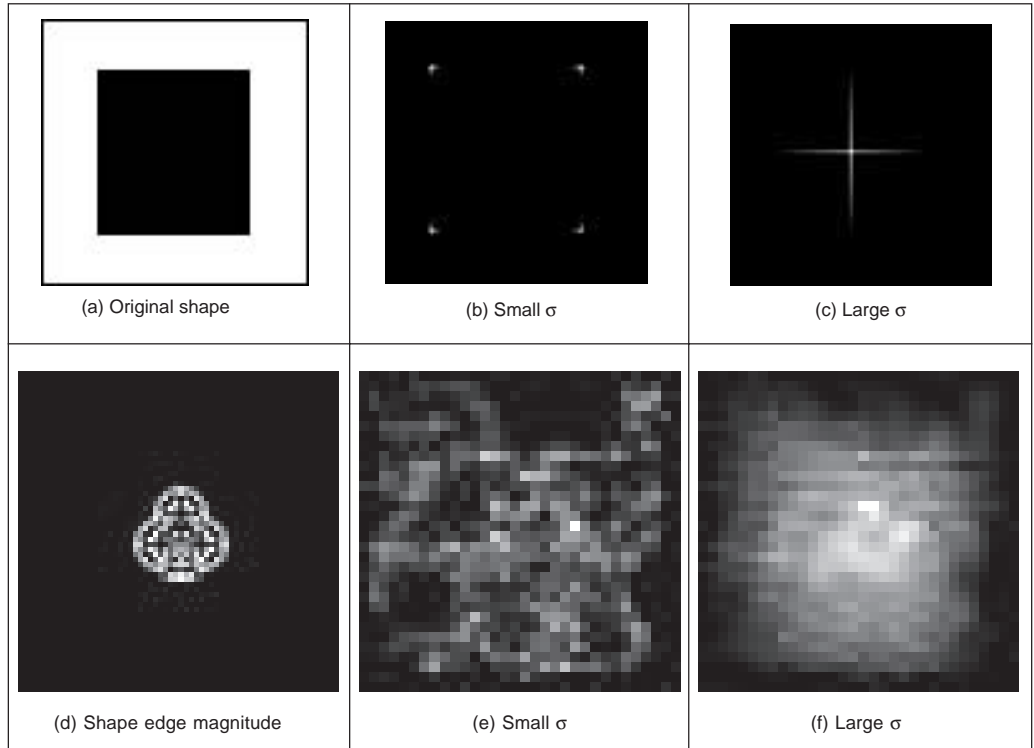 (a) Original shape
(b) Small σ
(c) Large σ
(d) Shape edge magnitude
(e) Small σ
(f) Large σ